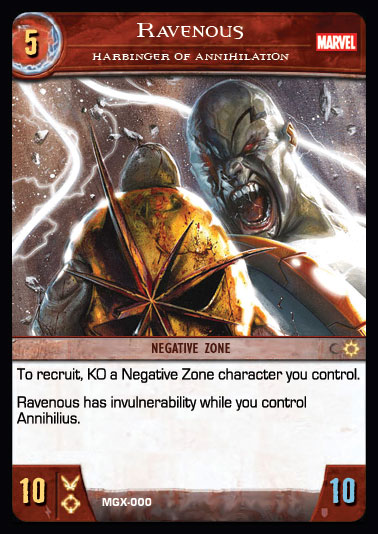 5
Ravenous
MARVEL
Harbinger of Annihilation
NEGATIVE ZONE
C
To recruit, KO a Negative Zone character you control.
Ravenous has invulnerability while you control
Annihilius.
10
MGX-000
10